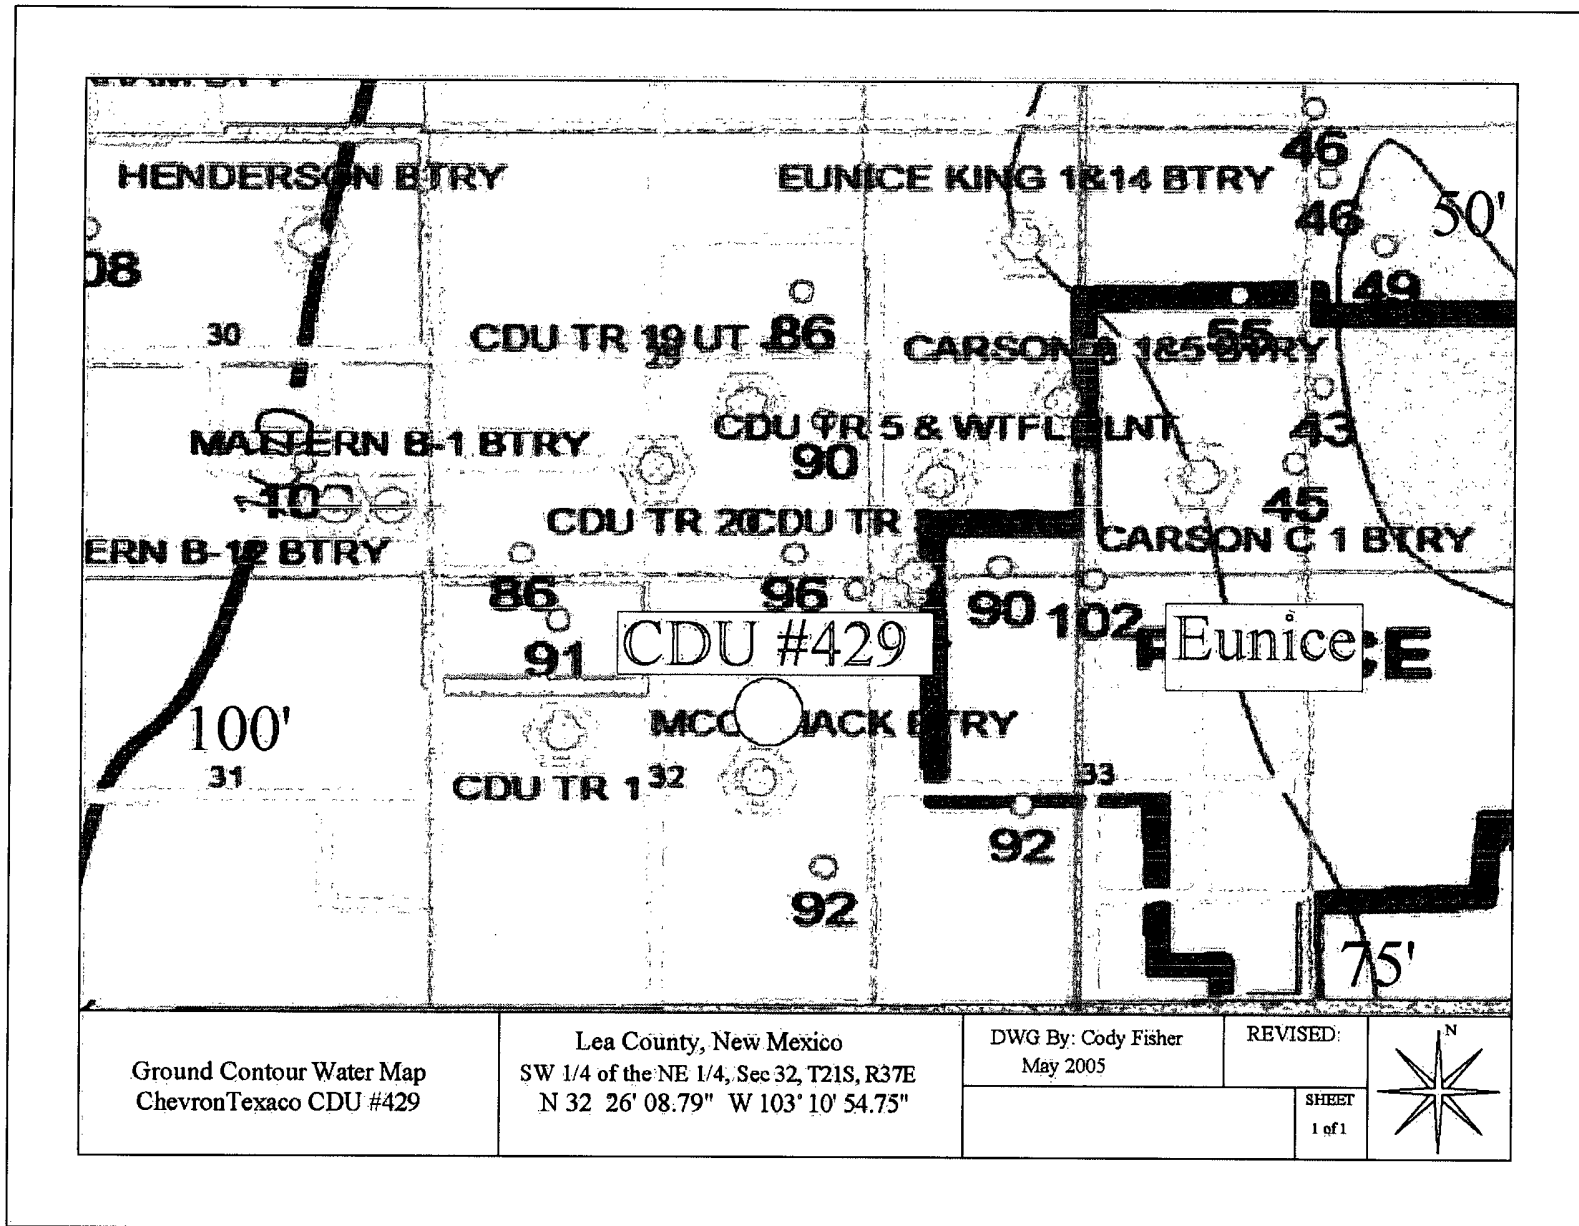 46
HENDERSON BTRY
EUNICE KING 1&14 BTRY
46
50'
08
49
30
CDU TR 19 UT
86
55
CARSON B 1&5 BTRY
29
43
MATTERN B-1 BTRY
CDU TR 5 & WTFL PLNT
90
45
CDU TR 20
CDU TR
ERN B-12 BTRY
CARSON C 1 BTRY
86
96
90
102
91
CDU #429
Eunice
100'
BTRY
31
CDU TR 1
32
33
92
92
75'
Ground Contour Water Map
ChevronTexaco CDU #429
Lea County, New Mexico
SW 1/4 of the NE 1/4, Sec 32, T21S, R37E
N 32 26' 08.79" W 103° 10' 54.75"
DWG By: Cody Fisher
May 2005
REVISED:
SHEET
1 of 1
N